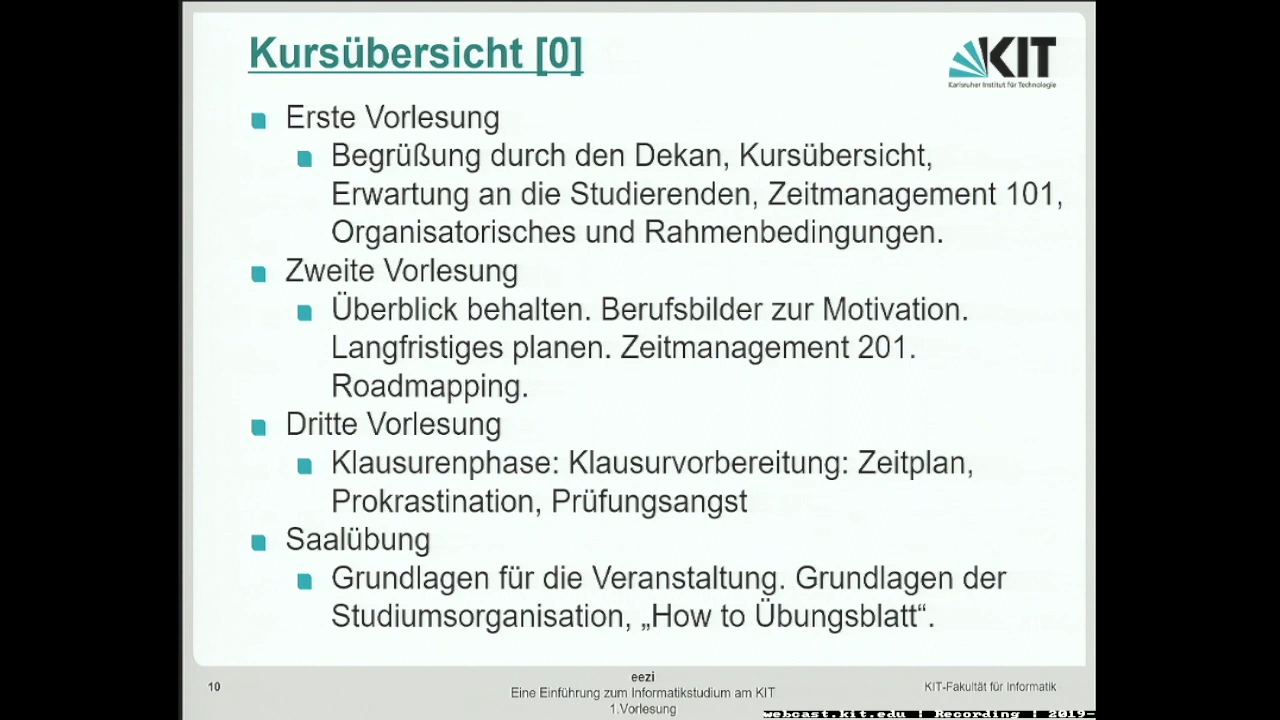 Kursübersicht [0]
KIT
Karlsruher Institut für Technologie
Erste Vorlesung
Begrüßung durch den Dekan, Kursübersicht,
Erwartung an die Studierenden, Zeitmanagement 101,
Organisatorisches und Rahmenbedingungen.
Zweite Vorlesung
Überblick behalten. Berufsbilder zur Motivation.
Langfristiges planen. Zeitmanagement 201.
Roadmapping.
Dritte Vorlesung
Klausurenphase: Klausurvorbereitung: Zeitplan,
Prokrastination, Prüfungsangst
Saalübung
Grundlagen für die Veranstaltung. Grundlagen der
Studiumsorganisation, „How to Übungsblatt“.
10
eezi
Eine Einführung zum Informatikstudium am KIT
1.Vorlesung
KIT-Fakultät für Informatik
webcast.kit.edu | Recording | 2019-